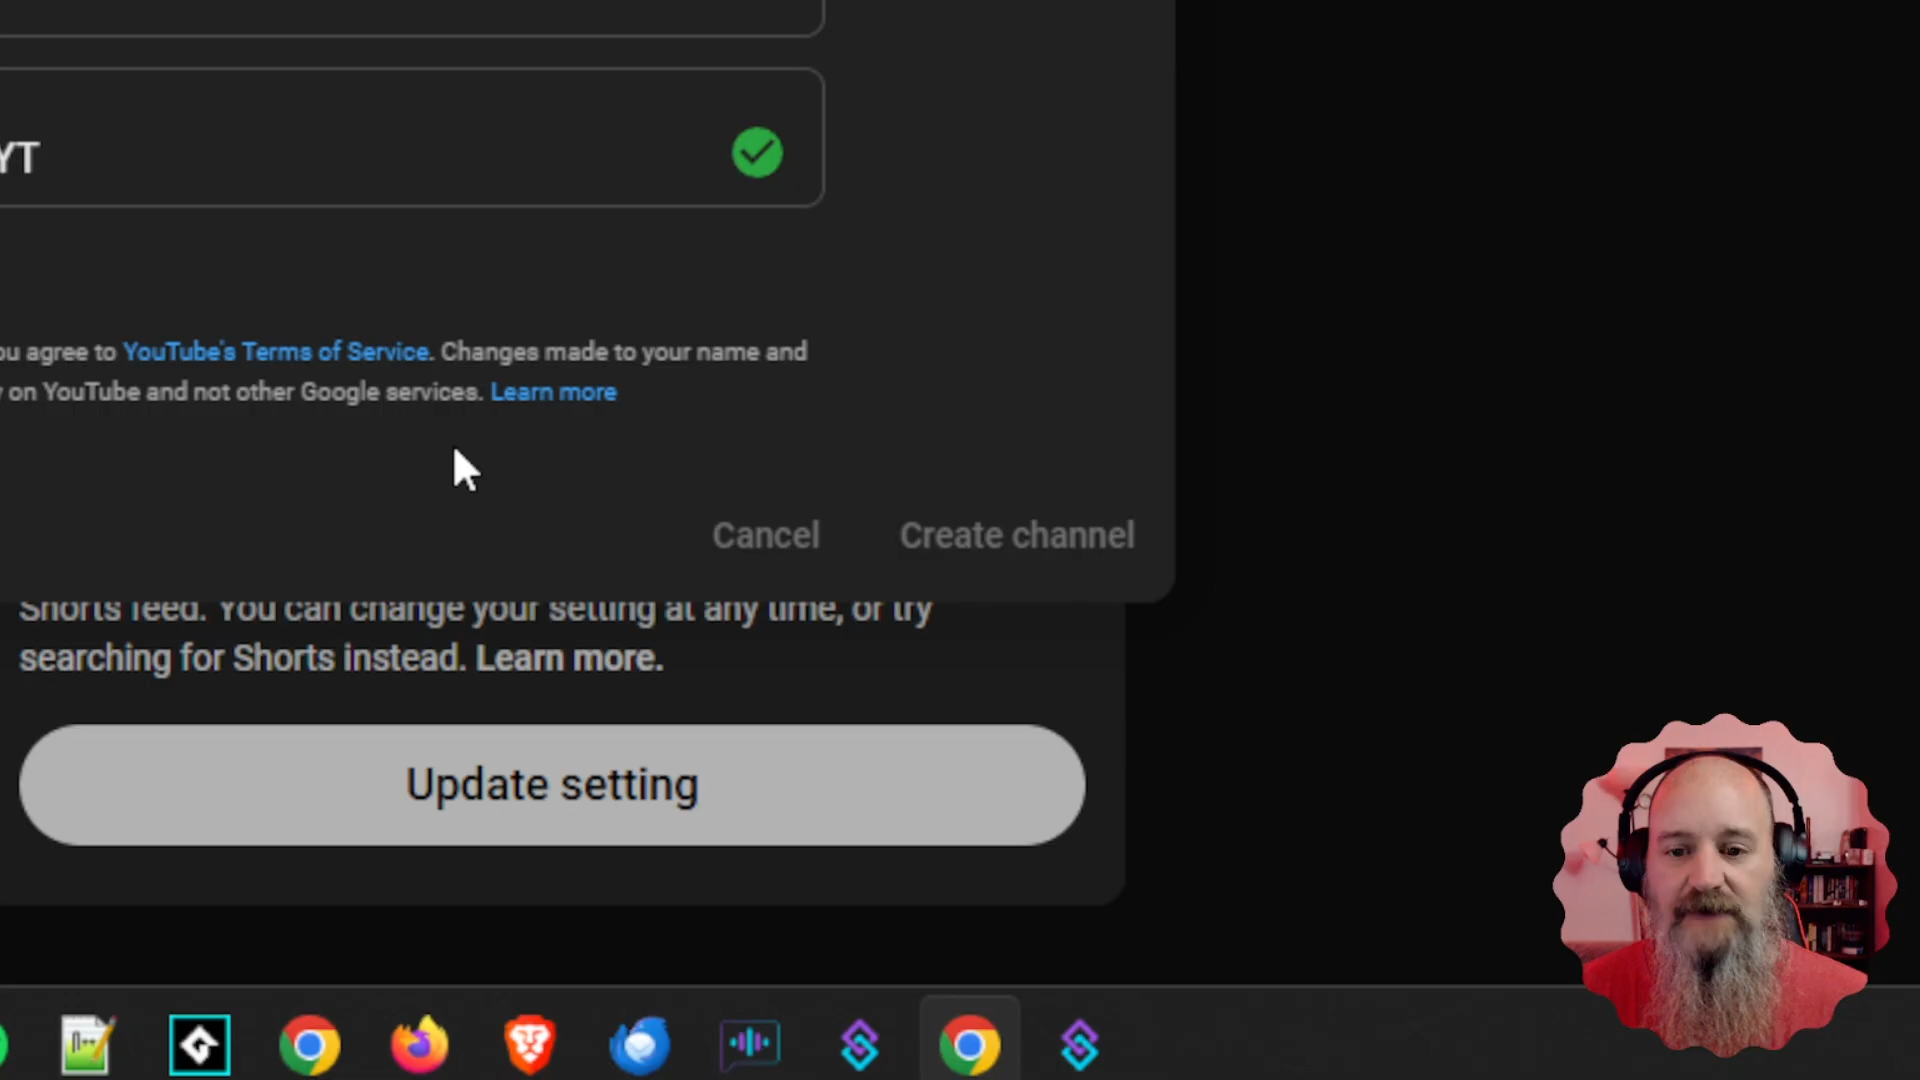 YT
ou agree to YouTube's Terms of Service. Changes made to your name and
on YouTube and not other Google services. Learn more
Cancel
Create channel
Shorts feed. You can change your setting at any time, or try
searching for Shorts instead. Learn more.
Update setting